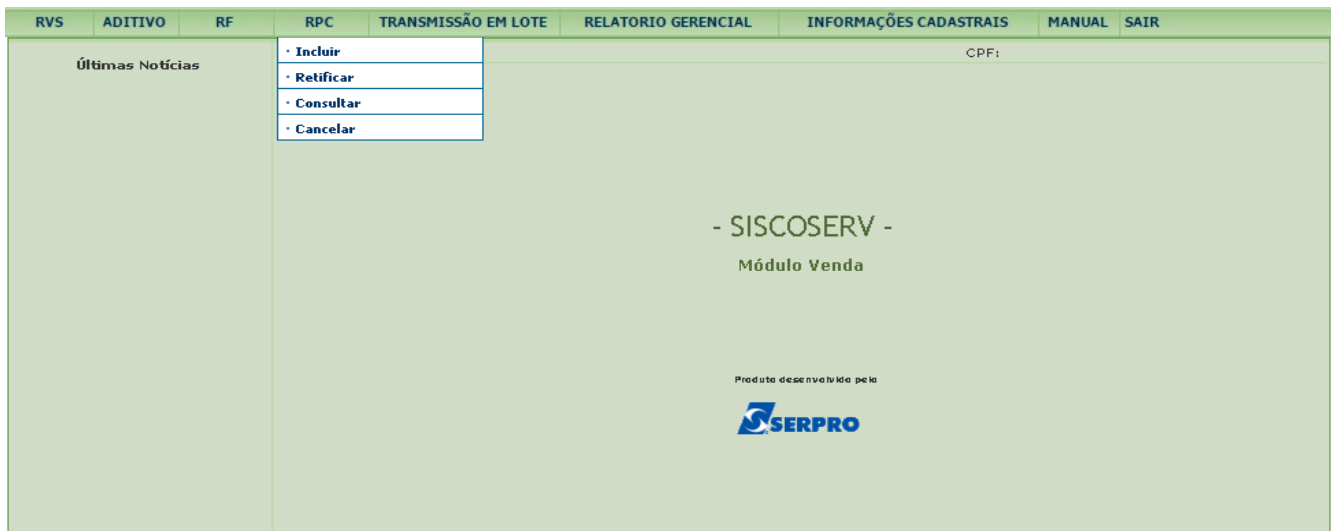 RVS ADITIVO RF RPC TRANSMISSÃO EM LOTE RELATORIO GERENCIAL INFORMAÇÕES CADASTRAIS MANUAL SAIR
Últimas Notícias
· Incluir
· Retificar
· Consultar
· Cancelar
CPF:
- SISCOSERV -
Módulo Venda
Produto desenvolvido pelo
SERPRO